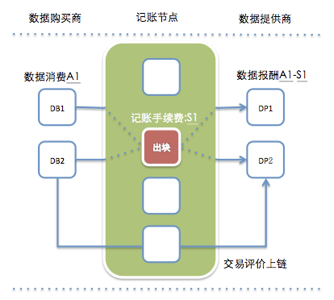 数据购买商 记账节点 数据提供商
数据消费A1 数据报酬A1-S1
DB1 DP1
记账手续费:S1
出块
DB2 DP2
交易评价上链